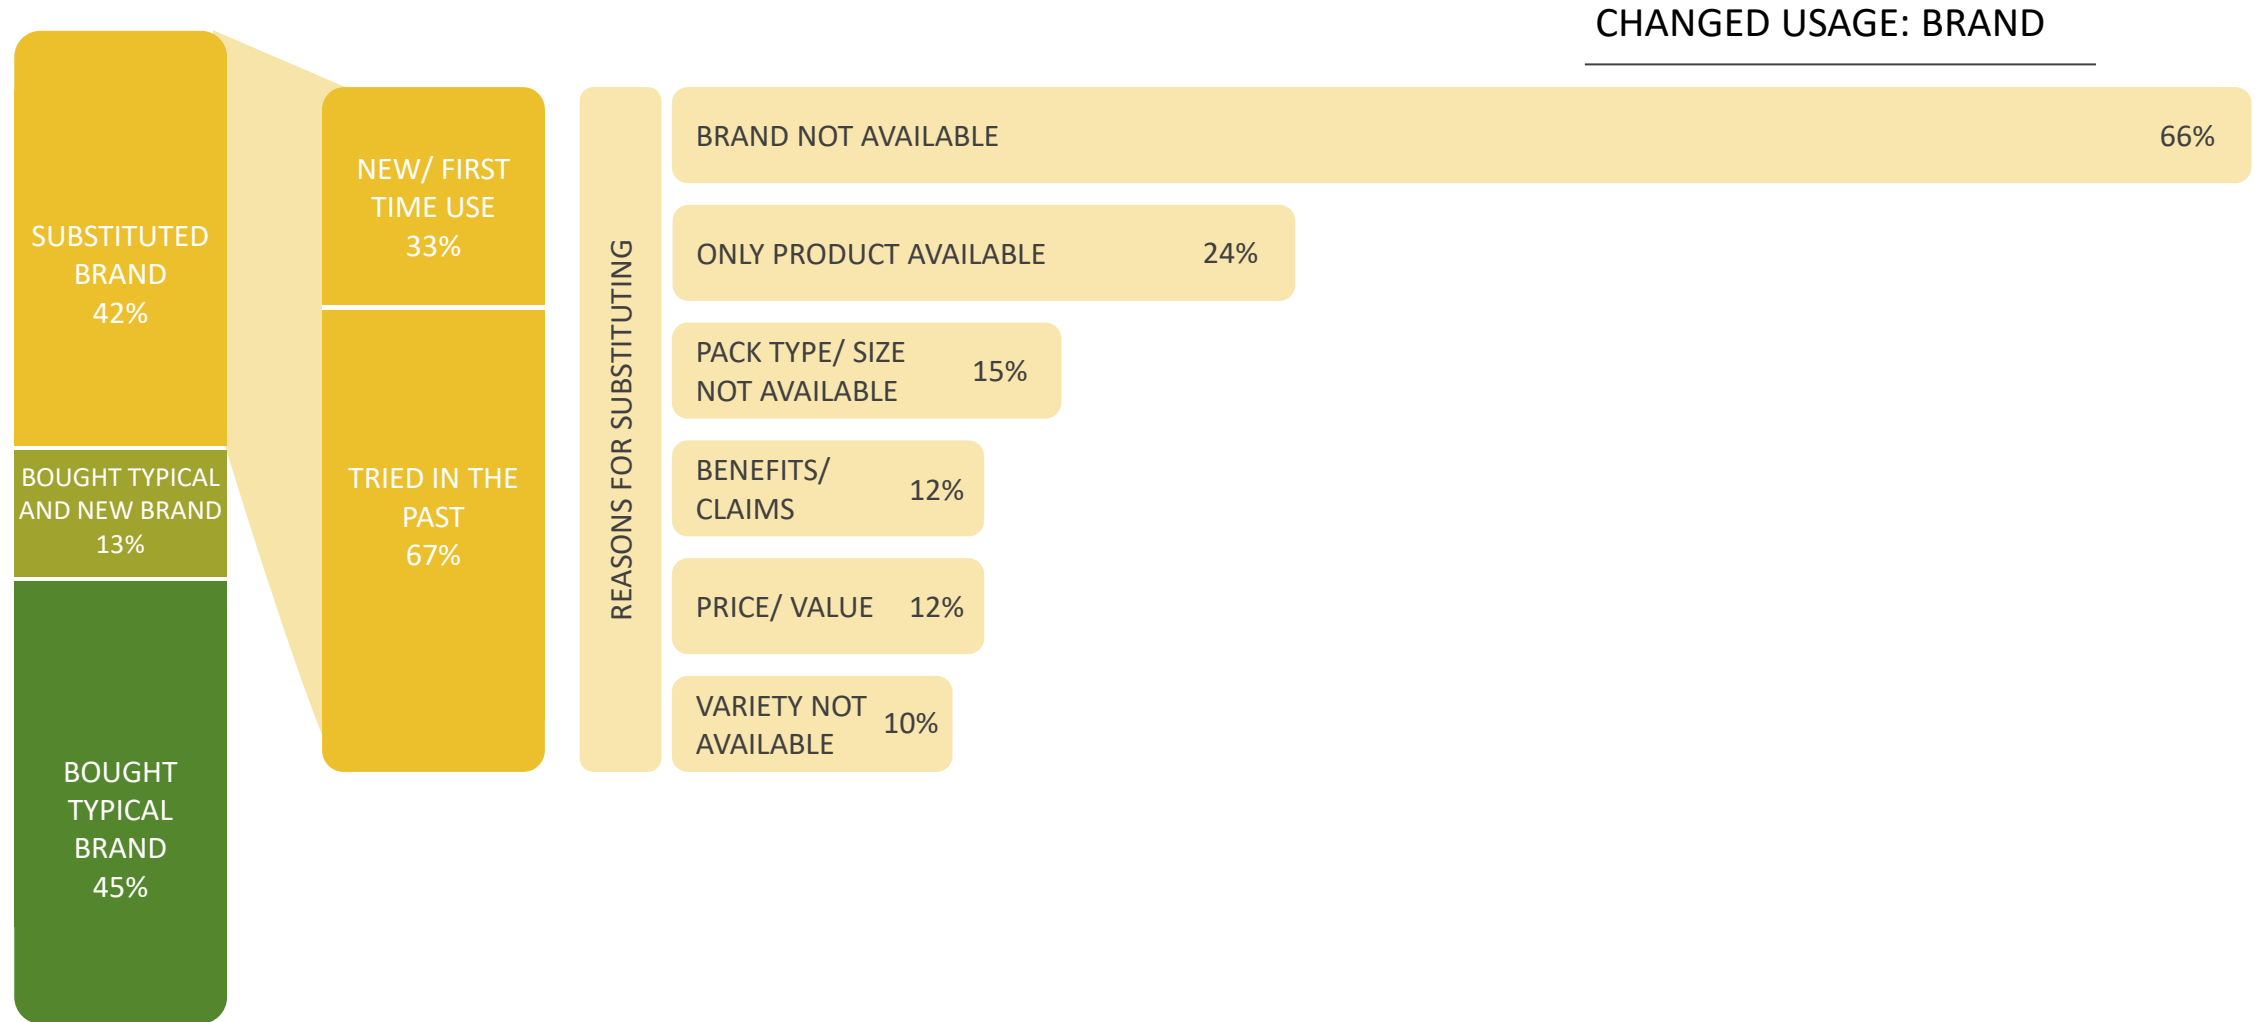 CHANGED USAGE: BRAND
SUBSTITUTED
BRAND
42%
BOUGHT TYPICAL
AND NEW BRAND
13%
BOUGHT
TYPICAL
BRAND
45%
NEW/ FIRST
TIME USE
33%
TRIED IN THE
PAST
67%
REASONS FOR SUBSTITUTING
BRAND NOT AVAILABLE 66%
ONLY PRODUCT AVAILABLE 24%
PACK TYPE/ SIZE
NOT AVAILABLE
15%
BENEFITS/
CLAIMS
12%
PRICE/ VALUE 12%
VARIETY NOT
AVAILABLE
10%